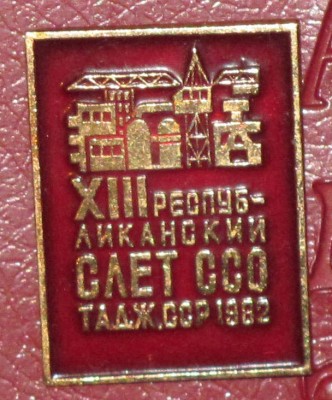 XIII РЕСПУБ-
ЛИКАНСКИЙ
СЛЕТ ССО
ТАДЖ.ССР 1982